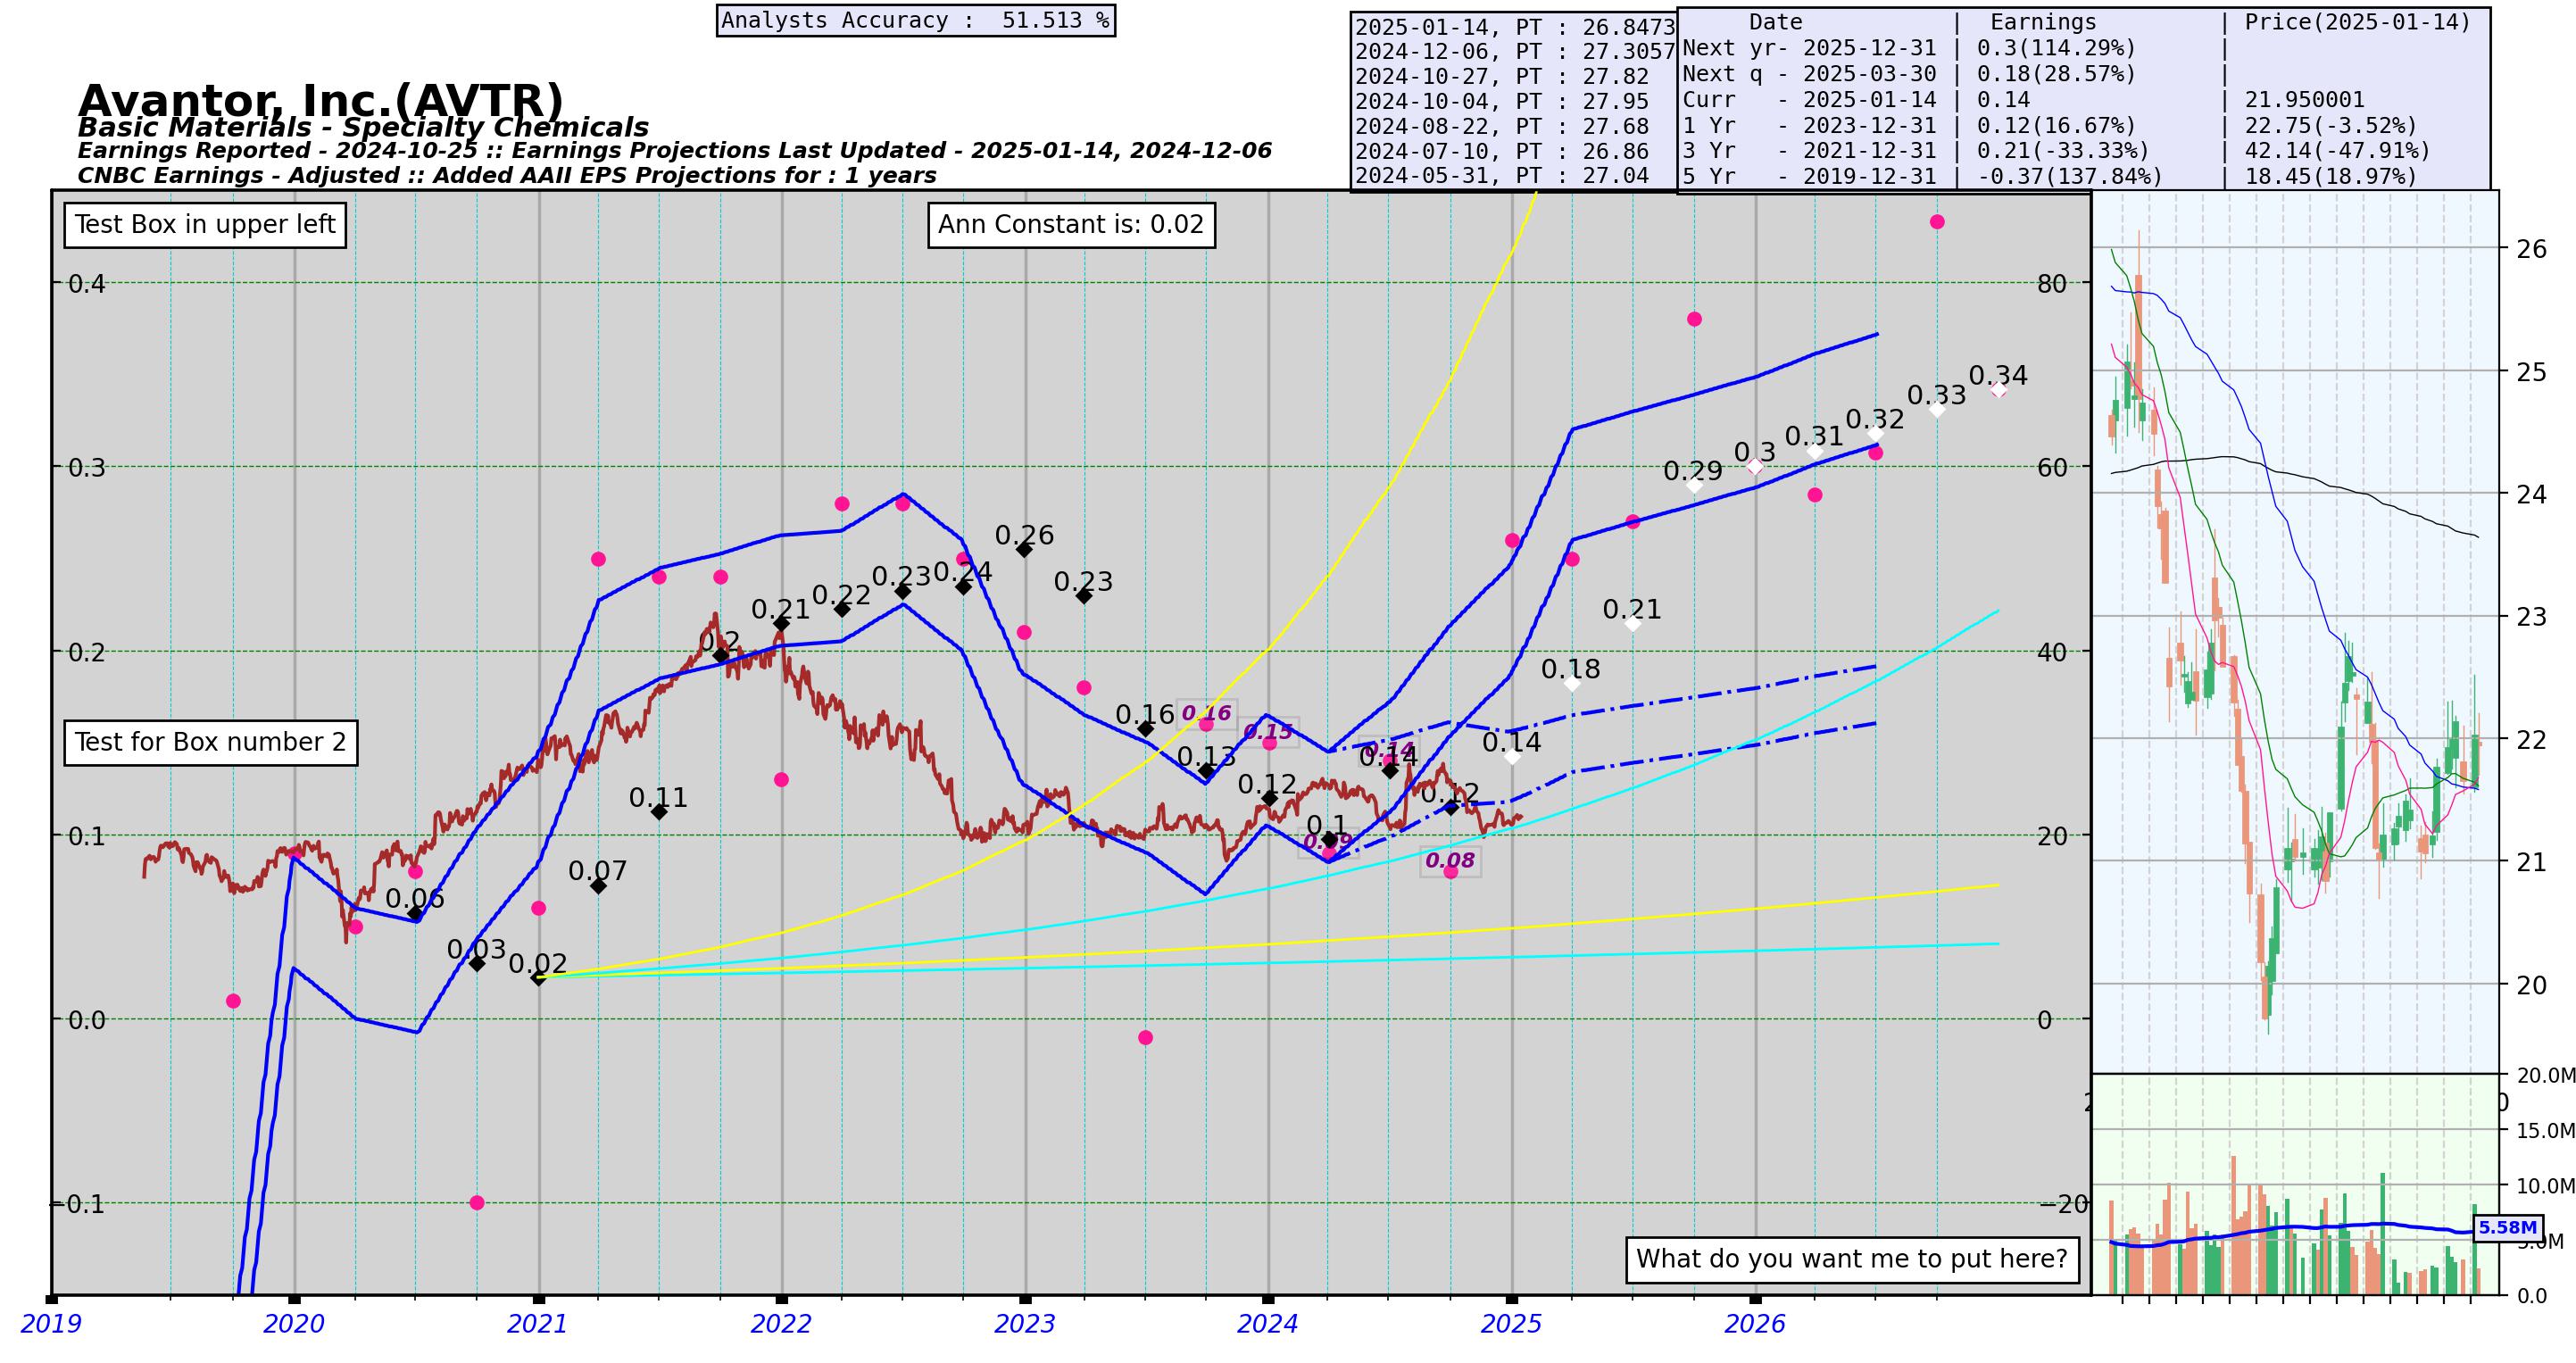 Analysts Accuracy :  51.513 %
2025-01-14, PT : 26.8473
2024-12-06, PT : 27.3057
2024-10-27, PT : 27.82
2024-10-04, PT : 27.95
2024-08-22, PT : 27.68
2024-07-10, PT : 26.86
2024-05-31, PT : 27.04
Date | Earnings | Price(2025-01-14)
Next yr- 2025-12-31 | 0.3(114.29%) |
Next q - 2025-03-30 | 0.18(28.57%) |
Curr - 2025-01-14 | 0.14 | 21.950001
1 Yr - 2023-12-31 | 0.12(16.67%) | 22.75(-3.52%)
3 Yr - 2021-12-31 | 0.21(-33.33%) | 42.14(-47.91%)
5 Yr - 2019-12-31 | -0.37(137.84%) | 18.45(18.97%)
Avantor, Inc.(AVTR)
Basic Materials - Specialty Chemicals
Earnings Reported - 2024-10-25 :: Earnings Projections Last Updated - 2025-01-14, 2024-12-06
CNBC Earnings - Adjusted :: Added AAII EPS Projections for : 1 years
Test Box in upper left
Ann Constant is: 0.02
Test for Box number 2
What do you want me to put here?
0.4
0.3
0.2
0.1
0.0
−0.1
80
60
40
20
0
−20
0.06
0.03
0.02
0.07
0.11
0.2
0.21
0.22
0.23
0.24
0.26
0.23
0.16
0.13
0.12
0.1
0.14
0.12
0.14
0.18
0.21
0.29
0.3
0.31
0.32
0.33
0.34
0.16
0.15
0.09
0.14
0.08
26
25
24
23
22
21
20
20.0M
15.0M
10.0M
5.58M
0.0
2019
2020
2021
2022
2023
2024
2025
2026